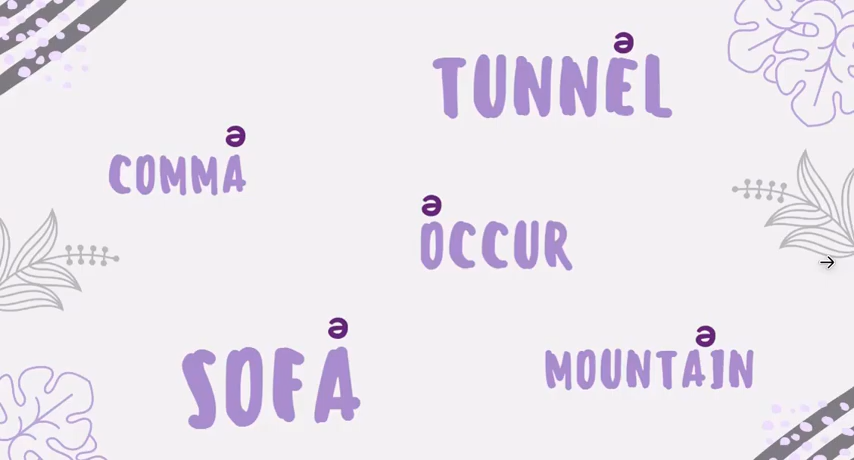 ə
TUNNEL
ə
COMMA
ə
OCCUR
ə
SOFA
ə
MOUNTAIN